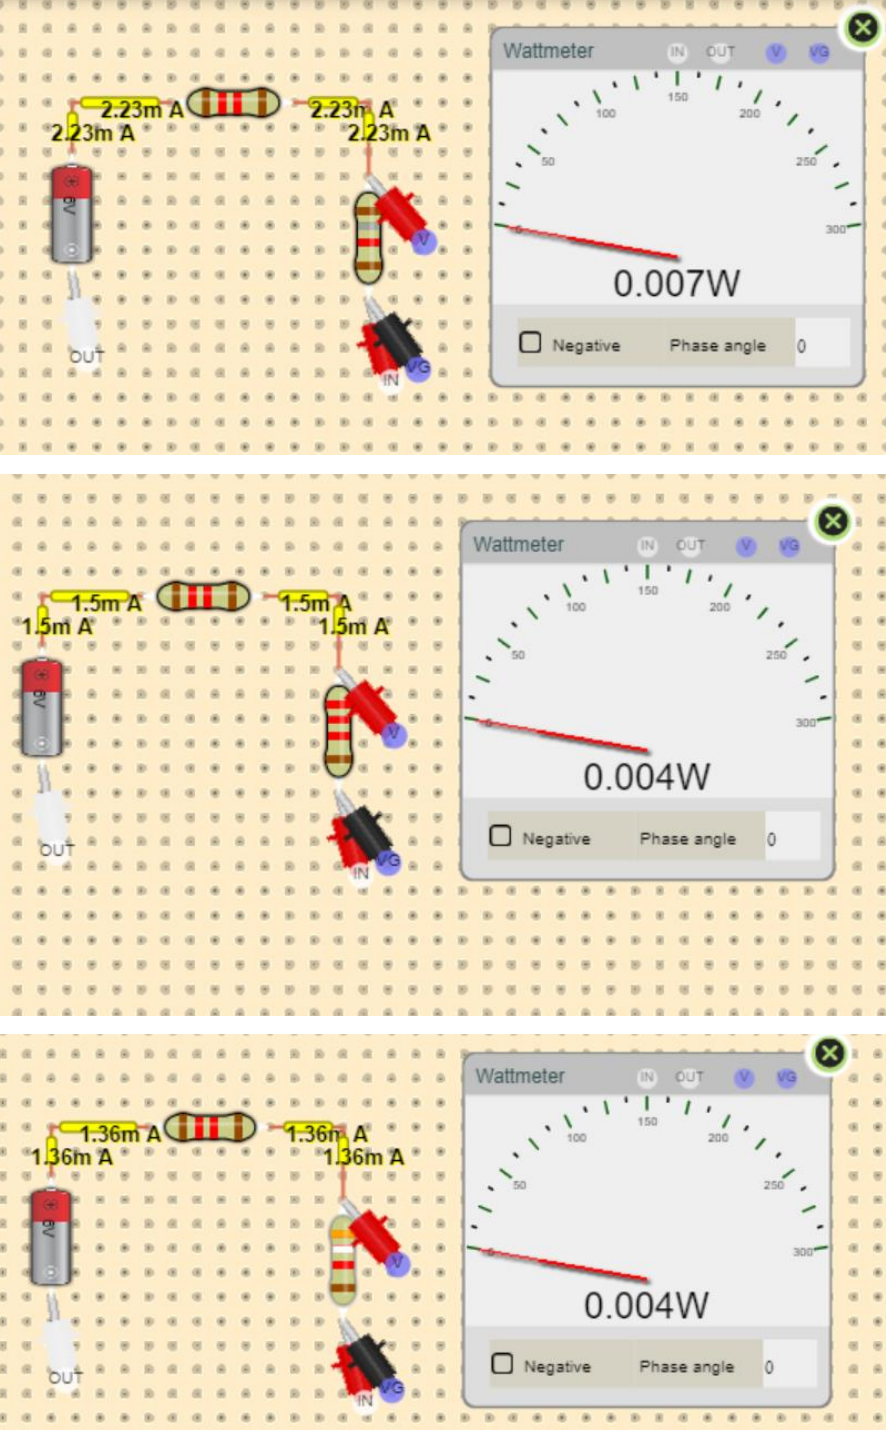 Wattmeter IN OUT V VG
0 50 100 150 200 250 300
2.23m A 2.23m A
2.23m A 2.23m A
6V
V
0.007W
Negative Phase angle 0
OUT
VG
IN
Wattmeter IN OUT V VG
0 50 100 150 200 250 300
1.5m A 1.5m A
1.5m A 1.5m A
6V
V
0.004W
Negative Phase angle 0
OUT
VG
IN
Wattmeter IN OUT V VG
0 50 100 150 200 250 300
1.36m A 1.36m A
1.36m A 1.36m A
6V
V
0.004W
Negative Phase angle 0
OUT
VG
IN